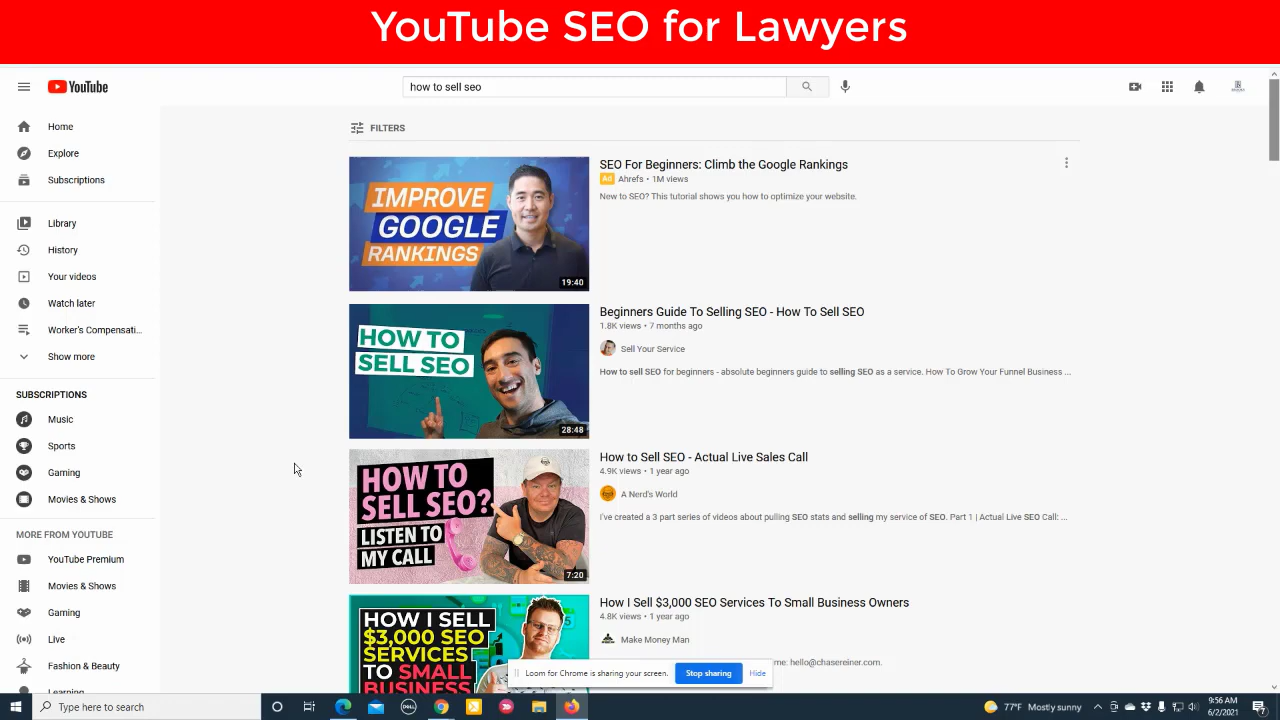 YouTube SEO for Lawyers
YouTube
how to sell seo
Home
Explore
Subscriptions
Library
History
Your videos
Watch later
Worker's Compensati...
Show more
SUBSCRIPTIONS
Music
Sports
Gaming
Movies & Shows
MORE FROM YOUTUBE
YouTube Premium
Movies & Shows
Gaming
Live
Fashion & Beauty
Learning
FILTERS
IMPROVE
GOOGLE
RANKINGS
19:40
SEO For Beginners: Climb the Google Rankings
Ad Ahrefs • 1M views
New to SEO? This tutorial shows you how to optimize your website.
HOW TO
SELL SEO
28:48
Beginners Guide To Selling SEO - How To Sell SEO
1.8K views • 7 months ago
Sell Your Service
How to sell SEO for beginners - absolute beginners guide to selling SEO as a service. How To Grow Your Funnel Business ...
HOW TO
SELL SEO?
LISTEN TO
MY CALL
7:20
How to Sell SEO - Actual Live Sales Call
4.9K views • 1 year ago
A Nerd's World
I've created a 3 part series of videos about pulling SEO stats and selling my service of SEO. Part 1 | Actual Live SEO Call: ...
HOW I SELL
$3,000 SEO
SERVICES
TO SMALL
BUSINESS
How I Sell $3,000 SEO Services To Small Business Owners
4.8K views • 1 year ago
Make Money Man
me: hello@chasereiner.com.
Loom for Chrome is sharing your screen.
Stop sharing
Hide
Type here to search
DELL
77°F Mostly sunny
9:56 AM
6/2/2021